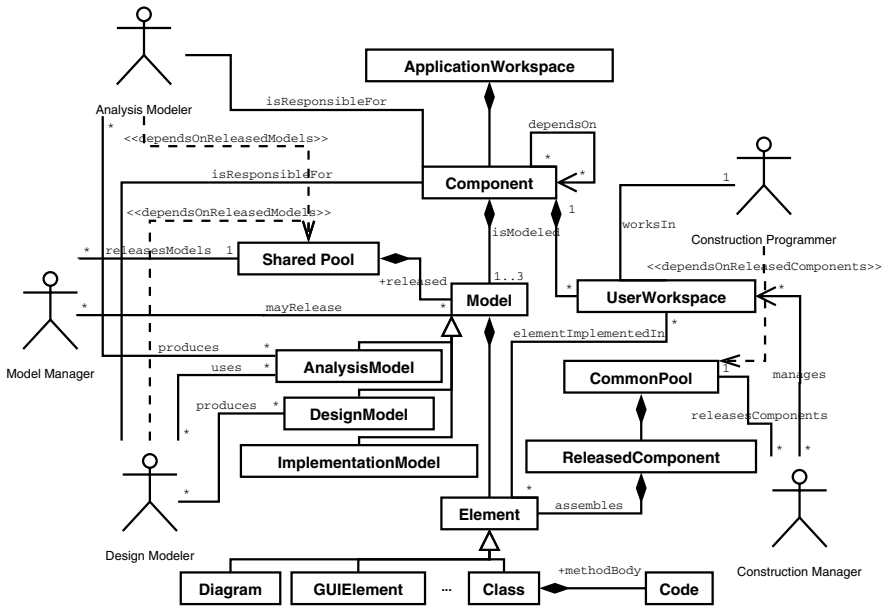 ApplicationWorkspace
Analysis Modeler
isResponsibleFor
*
<<dependsOnReleasedModels>>
dependsOn
*
*
isResponsibleFor
Component
1
1
<<dependsOnReleasedModels>>
isModeled
worksIn
Construction Programmer
*
releasesModels
1
Shared Pool
<<dependsOnReleasedComponents>>
+released
1..3
*
*
Model
UserWorkspace
*
mayRelease
*
*
elementImplementedIn
Model Manager
produces
*
AnalysisModel
uses
*
CommonPool
1
manages
produces
*
DesignModel
releasesComponents
*
*
*
ImplementationModel
ReleasedComponent
*
*
*
Element
assembles
Design Modeler
+methodBody
Construction Manager
Diagram
GUIElement
...
Class
Code